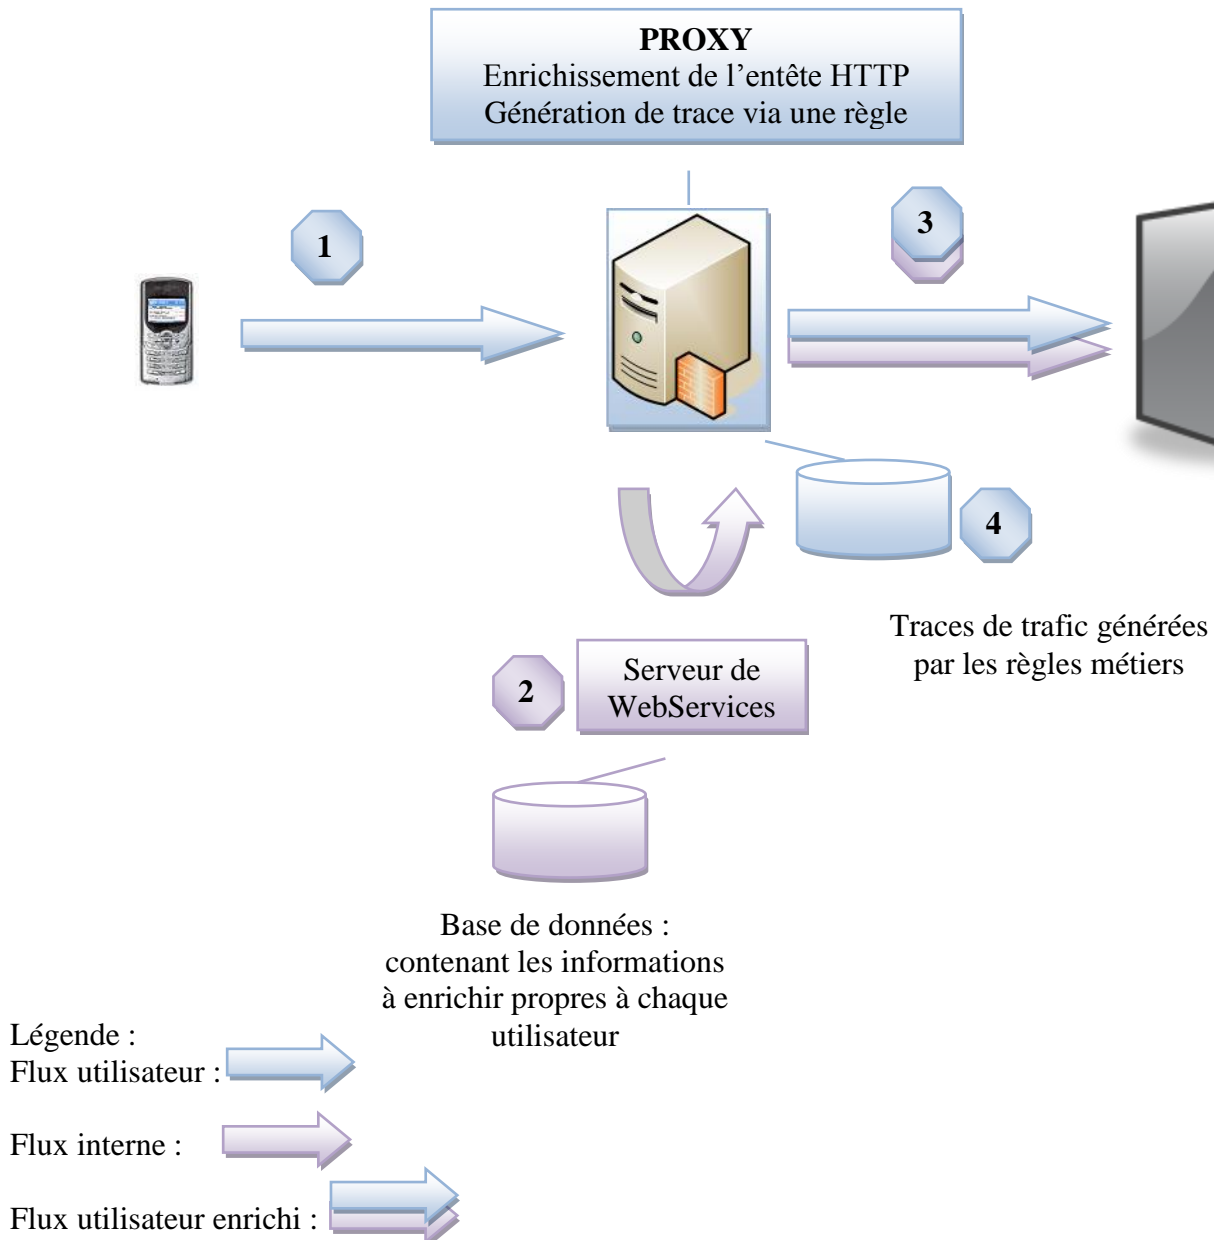 PROXY
Enrichissement de l’entête HTTP
Génération de trace via une règle
1
3
4
Traces de trafic générées
par les règles métiers
2
Serveur de
WebServices
Base de données :
contenant les informations
à enrichir propres à chaque
utilisateur
Légende :
Flux utilisateur :
Flux interne :
Flux utilisateur enrichi :